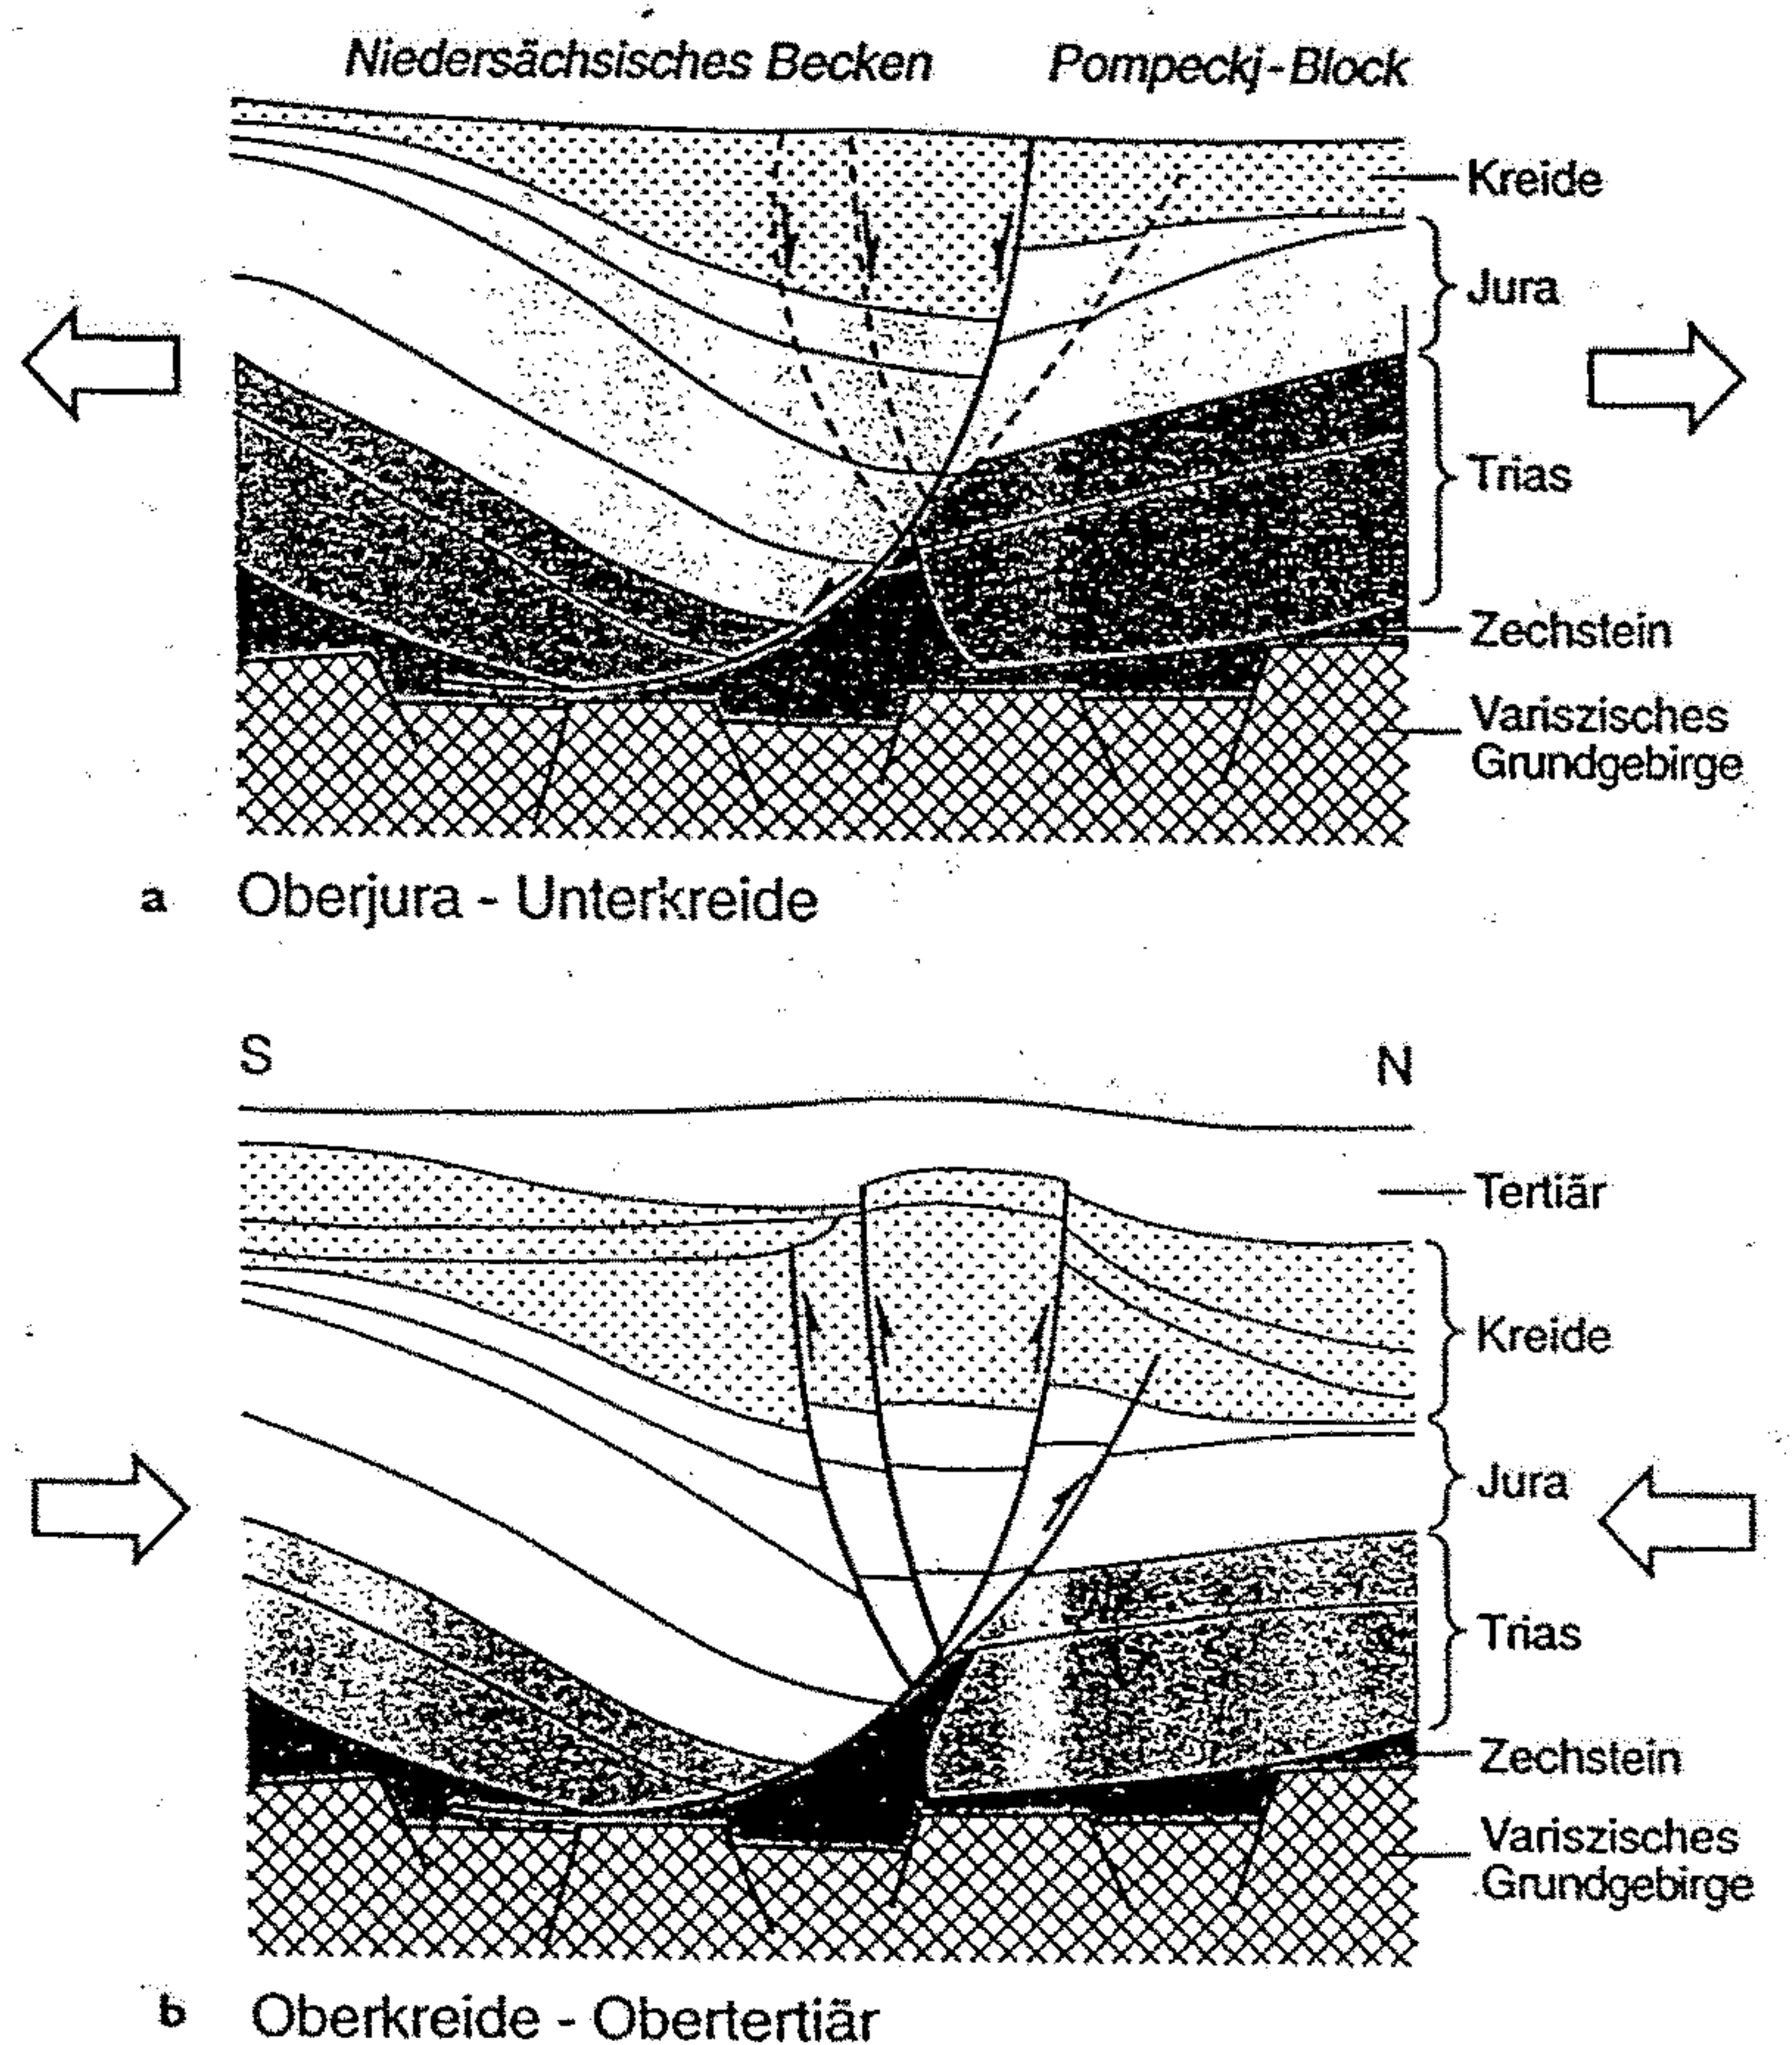 Niedersächsisches Becken
Pompeckj-Block
Kreide
Jura
Trias
Zechstein
Variszisches
Grundgebirge
a Oberjura - Unterkreide
S
N
Tertiär
Kreide
Jura
Trias
Zechstein
Variszisches
Grundgebirge
b Oberkreide - Obertertiär